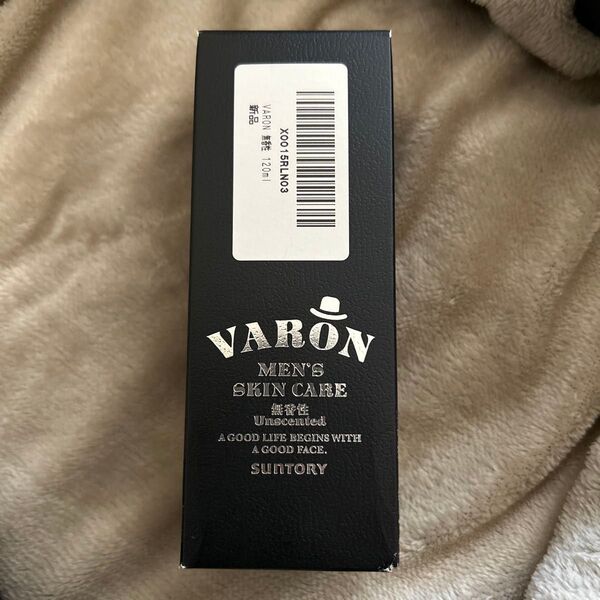 X0015RLN03
VARON 無香性 120ml
新品
VARON
MEN'S
SKIN CARE
無香性
Unscented
A GOOD LIFE BEGINS WITH
A GOOD FACE.
SUNTORY